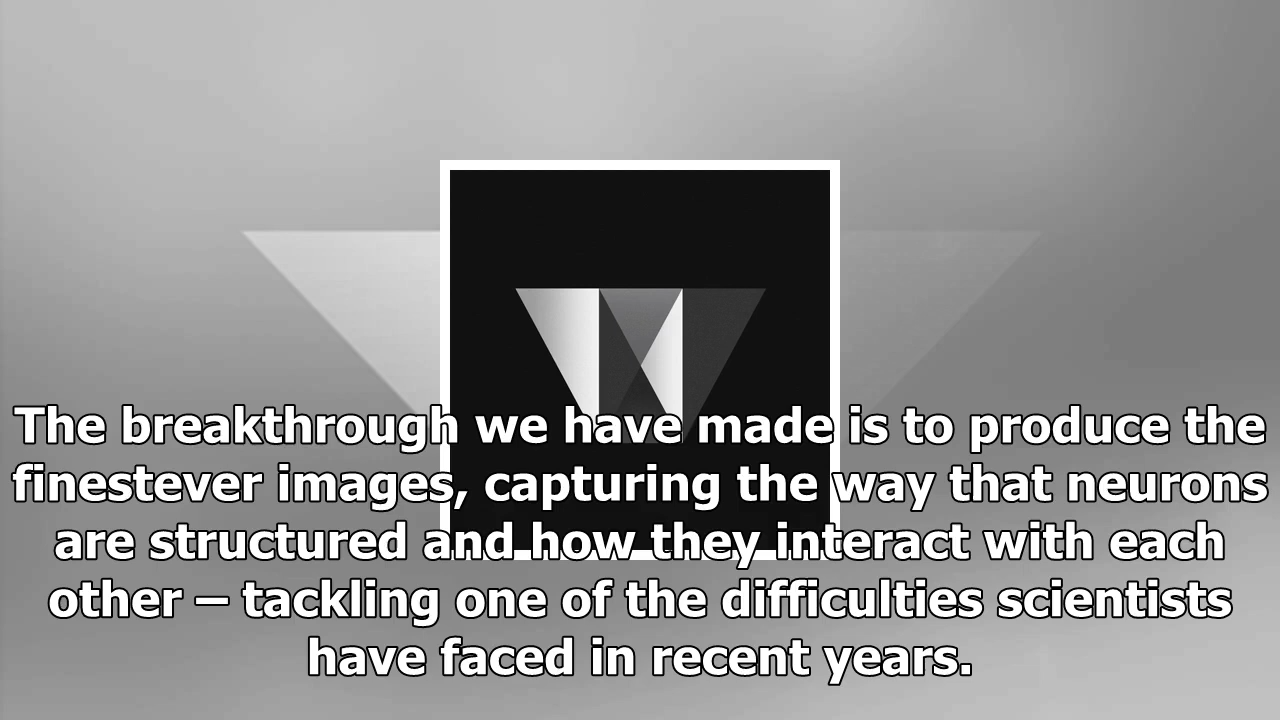 The breakthrough we have made is to produce the
finestever images, capturing the way that neurons
are structured and how they interact with each
other – tackling one of the difficulties scientists
have faced in recent years.